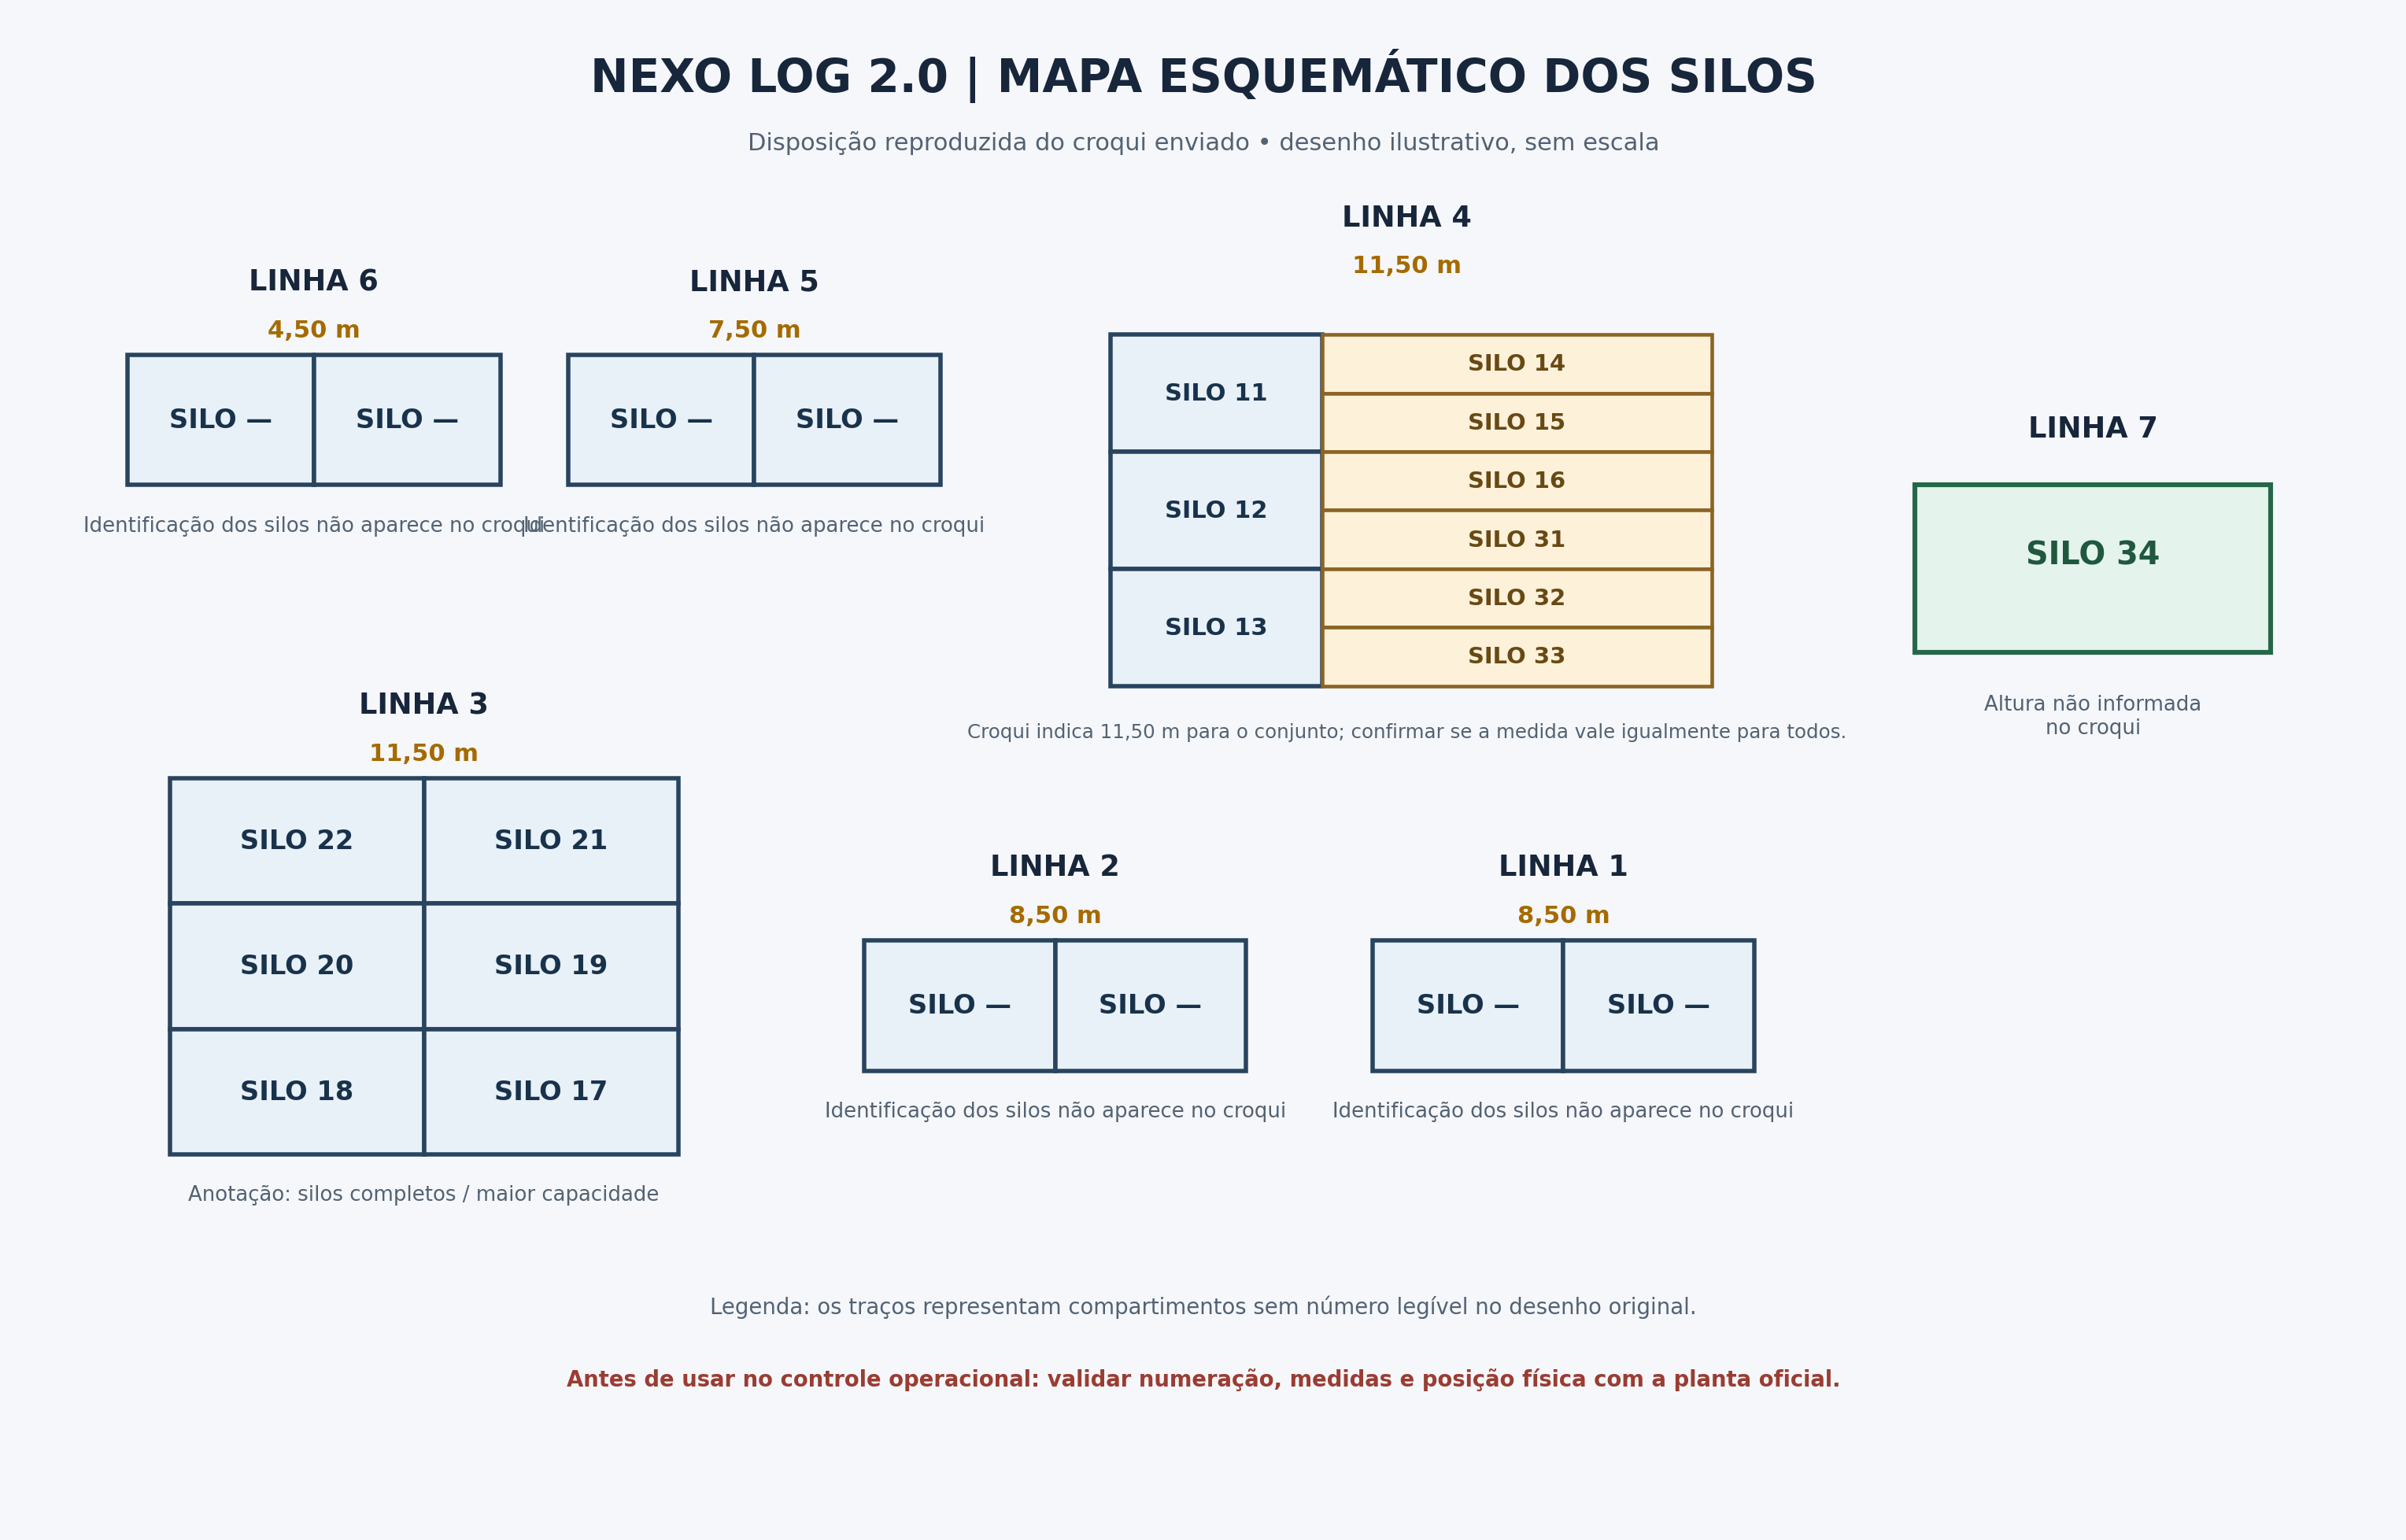 NEXO LOG 2.0 | MAPA ESQUEMÁTICO DOS SILOS
Disposição reproduzida do croqui enviado • desenho ilustrativo, sem escala
LINHA 6
4,50 m
SILO —
SILO —
Identificação dos silos não aparece no croqui
LINHA 5
7,50 m
SILO —
SILO —
Identificação dos silos não aparece no croqui
LINHA 4
11,50 m
SILO 11
SILO 12
SILO 13
SILO 14
SILO 15
SILO 16
SILO 31
SILO 32
SILO 33
Croqui indica 11,50 m para o conjunto; confirmar se a medida vale igualmente para todos.
LINHA 7
SILO 34
Altura não informada
no croqui
LINHA 3
11,50 m
SILO 22
SILO 21
SILO 20
SILO 19
SILO 18
SILO 17
Anotação: silos completos / maior capacidade
LINHA 2
8,50 m
SILO —
SILO —
Identificação dos silos não aparece no croqui
LINHA 1
8,50 m
SILO —
SILO —
Identificação dos silos não aparece no croqui
Legenda: os traços representam compartimentos sem número legível no desenho original.
Antes de usar no controle operacional: validar numeração, medidas e posição física com a planta oficial.